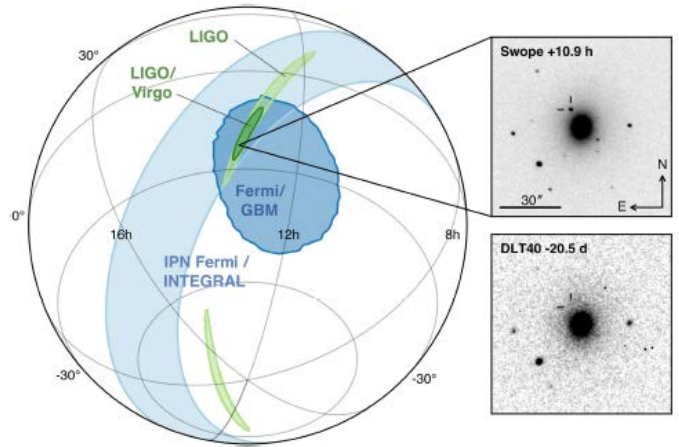 LIGO
LIGO/
Virgo
30°
0°
16h
12h
8h
Fermi/
GBM
IPN Fermi /
INTEGRAL
-30°
-30°
Swope +10.9 h
N
30"
E
DLT40 -20.5 d